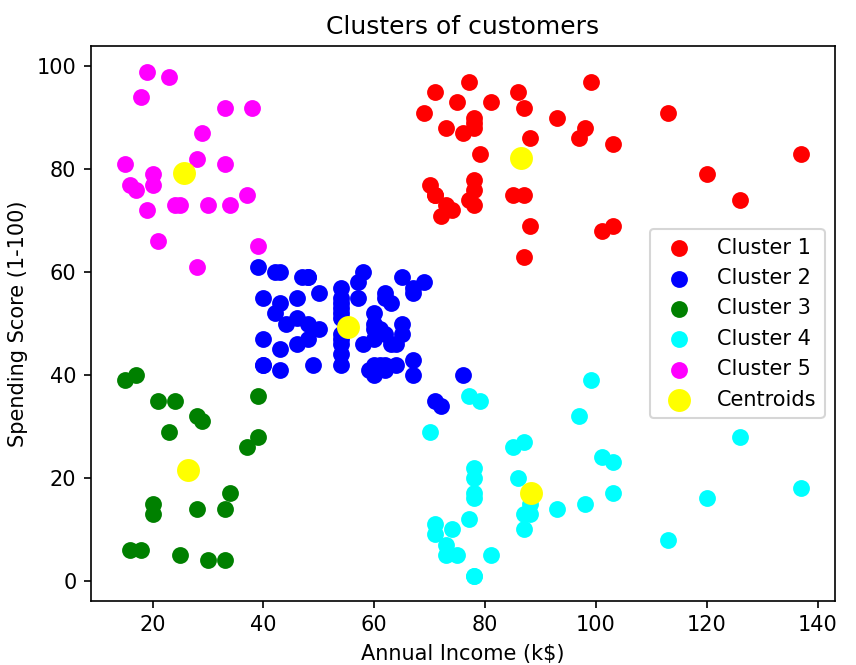 Clusters of customers
Spending Score (1-100)
100
80
60
40
20
0
Cluster 1
Cluster 2
Cluster 3
Cluster 4
Cluster 5
Centroids
20 40 60 80 100 120 140
Annual Income (k$)